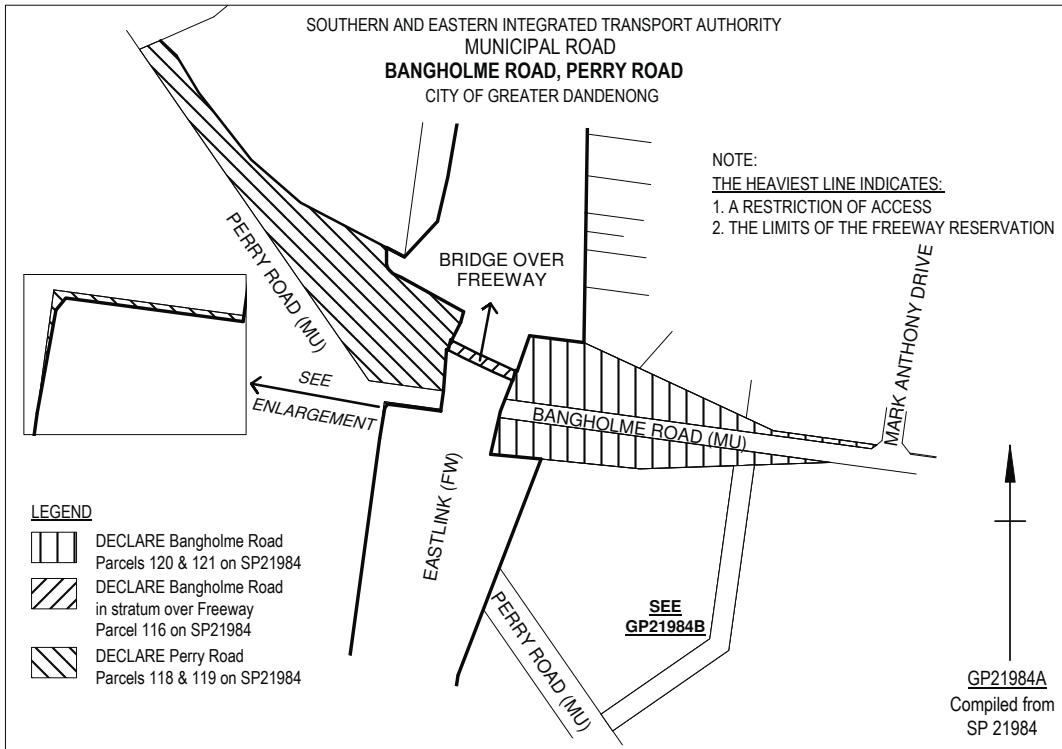 SOUTHERN AND EASTERN INTEGRATED TRANSPORT AUTHORITY
MUNICIPAL ROAD
BANGHOLME ROAD, PERRY ROAD
CITY OF GREATER DANDENONG
NOTE:
THE HEAVIEST LINE INDICATES:
1. A RESTRICTION OF ACCESS
2. THE LIMITS OF THE FREEWAY RESERVATION
BRIDGE OVER
FREEWAY
PERRY ROAD (MU)
MARK ANTHONY DRIVE
SEE
ENLARGEMENT
BANGHOLME ROAD (MU)
EASTLINK (FW)
LEGEND
DECLARE Bangholme Road
Parcels 120 & 121 on SP21984
DECLARE Bangholme Road
in stratum over Freeway
Parcel 116 on SP21984
DECLARE Perry Road
Parcels 118 & 119 on SP21984
PERRY ROAD (MU)
SEE
GP21984B
GP21984A
Compiled from
SP 21984